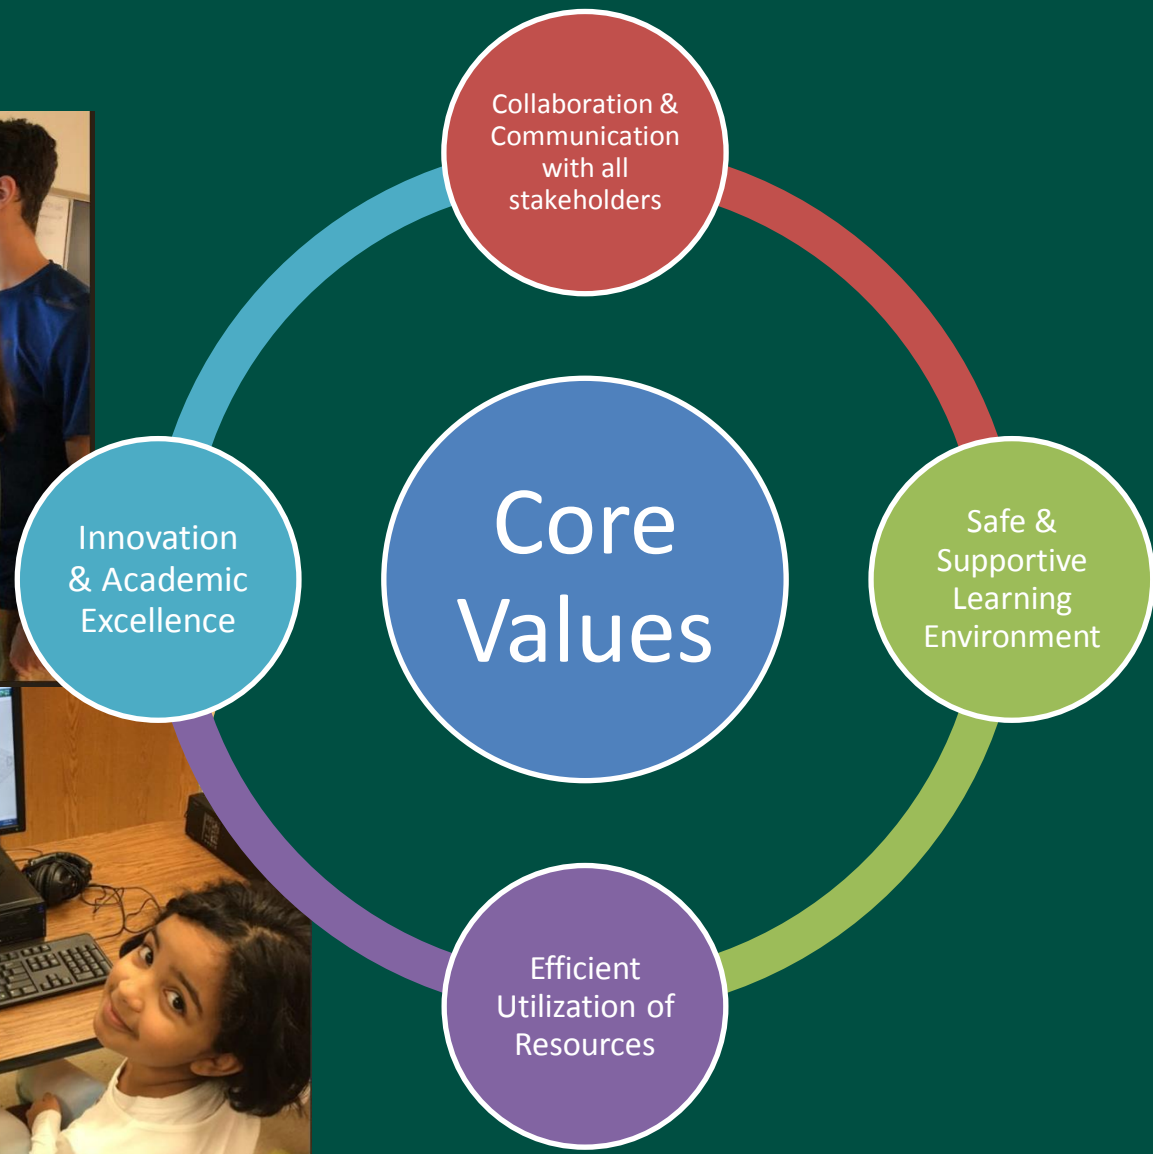 Collaboration &
Communication
with all
stakeholders
Innovation
& Academic
Excellence
Core
Values
Safe &
Supportive
Learning
Environment
Efficient
Utilization of
Resources